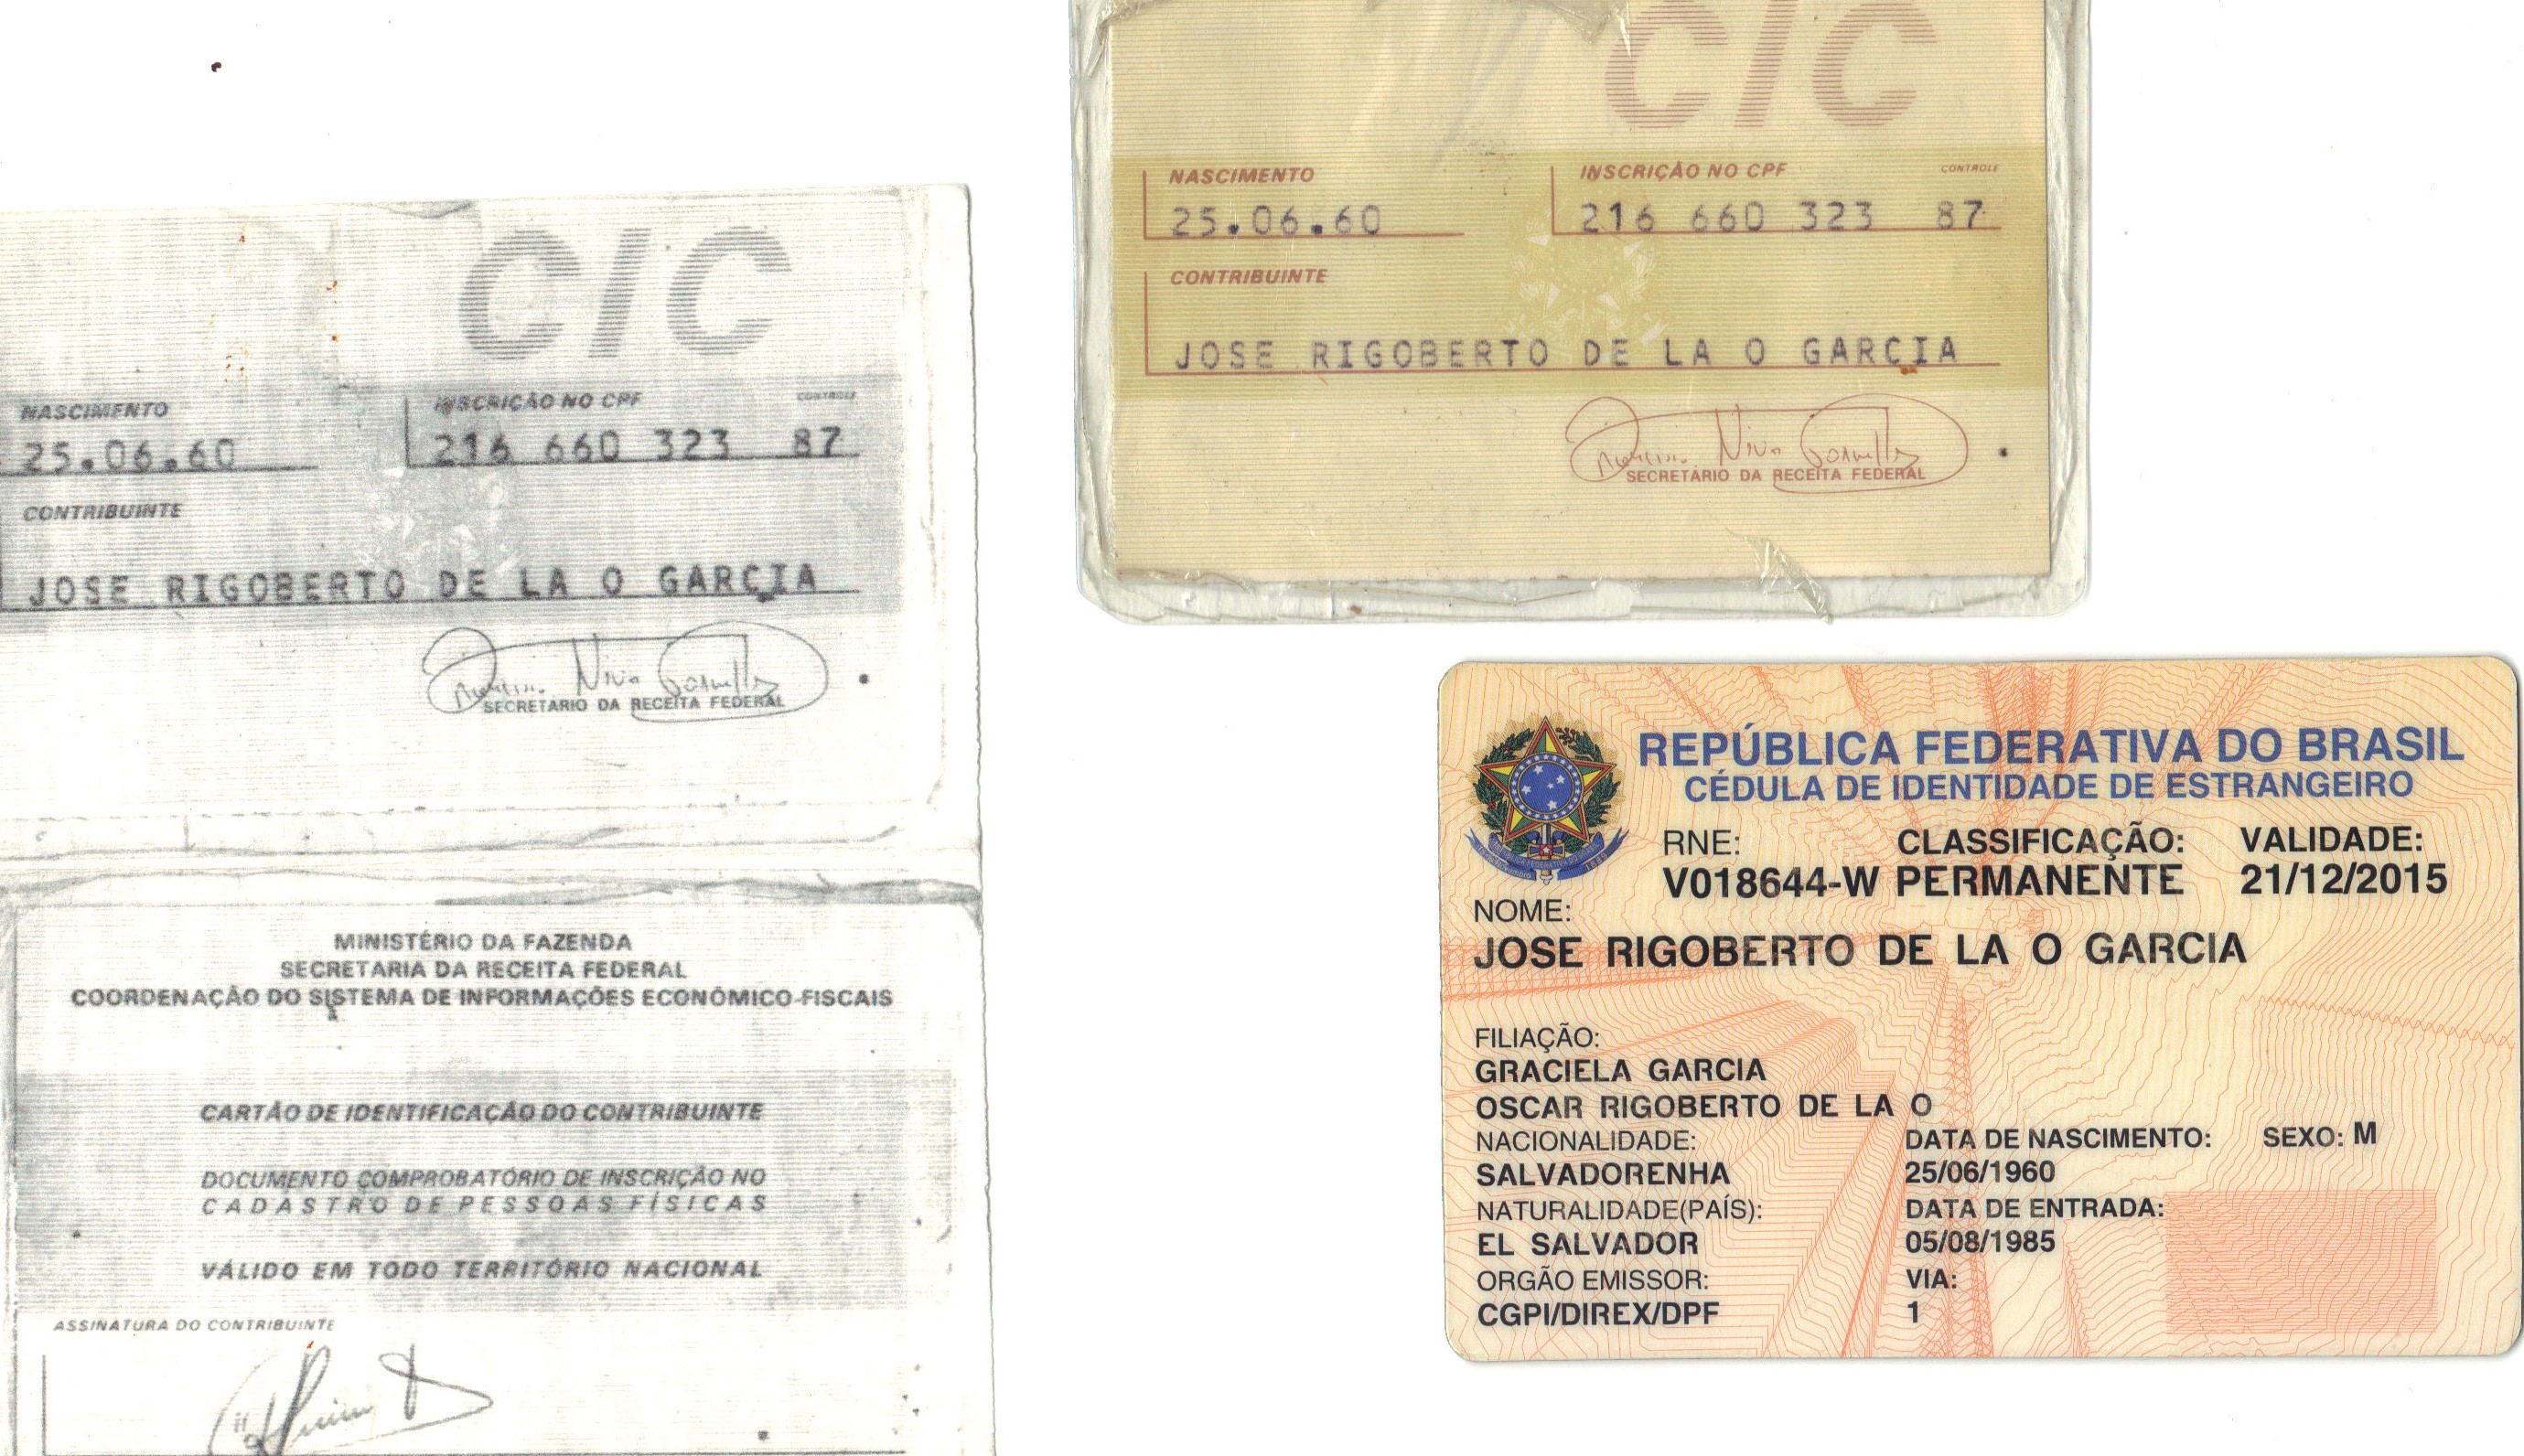 CIC
NASCIMENTO
INSCRIÇÃO NO CPF
CONTROLE
25.06.60
216 660 323 87
CONTRIBUINTE
JOSE RIGOBERTO DE LA O GARCIA
SECRETARIO DA RECEITA FEDERAL
MINISTÉRIO DA FAZENDA
SECRETARIA DA RECEITA FEDERAL
COORDENAÇÃO DO SISTEMA DE INFORMAÇÕES ECONÔMICO-FISCAIS
CARTÃO DE IDENTIFICAÇÃO DO CONTRIBUINTE
DOCUMENTO COMPROBATÓRIO DE INSCRIÇÃO NO
CADASTRO DE PESSOAS FÍSICAS
VÁLIDO EM TODO TERRITÓRIO NACIONAL
ASSINATURA DO CONTRIBUINTE
CIC
NASCIMENTO
INSCRIÇÃO NO CPF
CONTROLE
25.06.60
216 660 323 87
CONTRIBUINTE
JOSE RIGOBERTO DE LA O GARCIA
SECRETÁRIO DA RECEITA FEDERAL
REPÚBLICA FEDERATIVA DO BRASIL
CÉDULA DE IDENTIDADE DE ESTRANGEIRO
RNE: CLASSIFICAÇÃO: VALIDADE:
V018644-W PERMANENTE 21/12/2015
NOME:
JOSE RIGOBERTO DE LA O GARCIA
FILIAÇÃO:
GRACIELA GARCIA
OSCAR RIGOBERTO DE LA O
NACIONALIDADE: DATA DE NASCIMENTO: SEXO: M
SALVADORENHA 25/06/1960
NATURALIDADE(PAÍS): DATA DE ENTRADA:
EL SALVADOR 05/08/1985
ORGÃO EMISSOR: VIA:
CGPI/DIREX/DPF 1